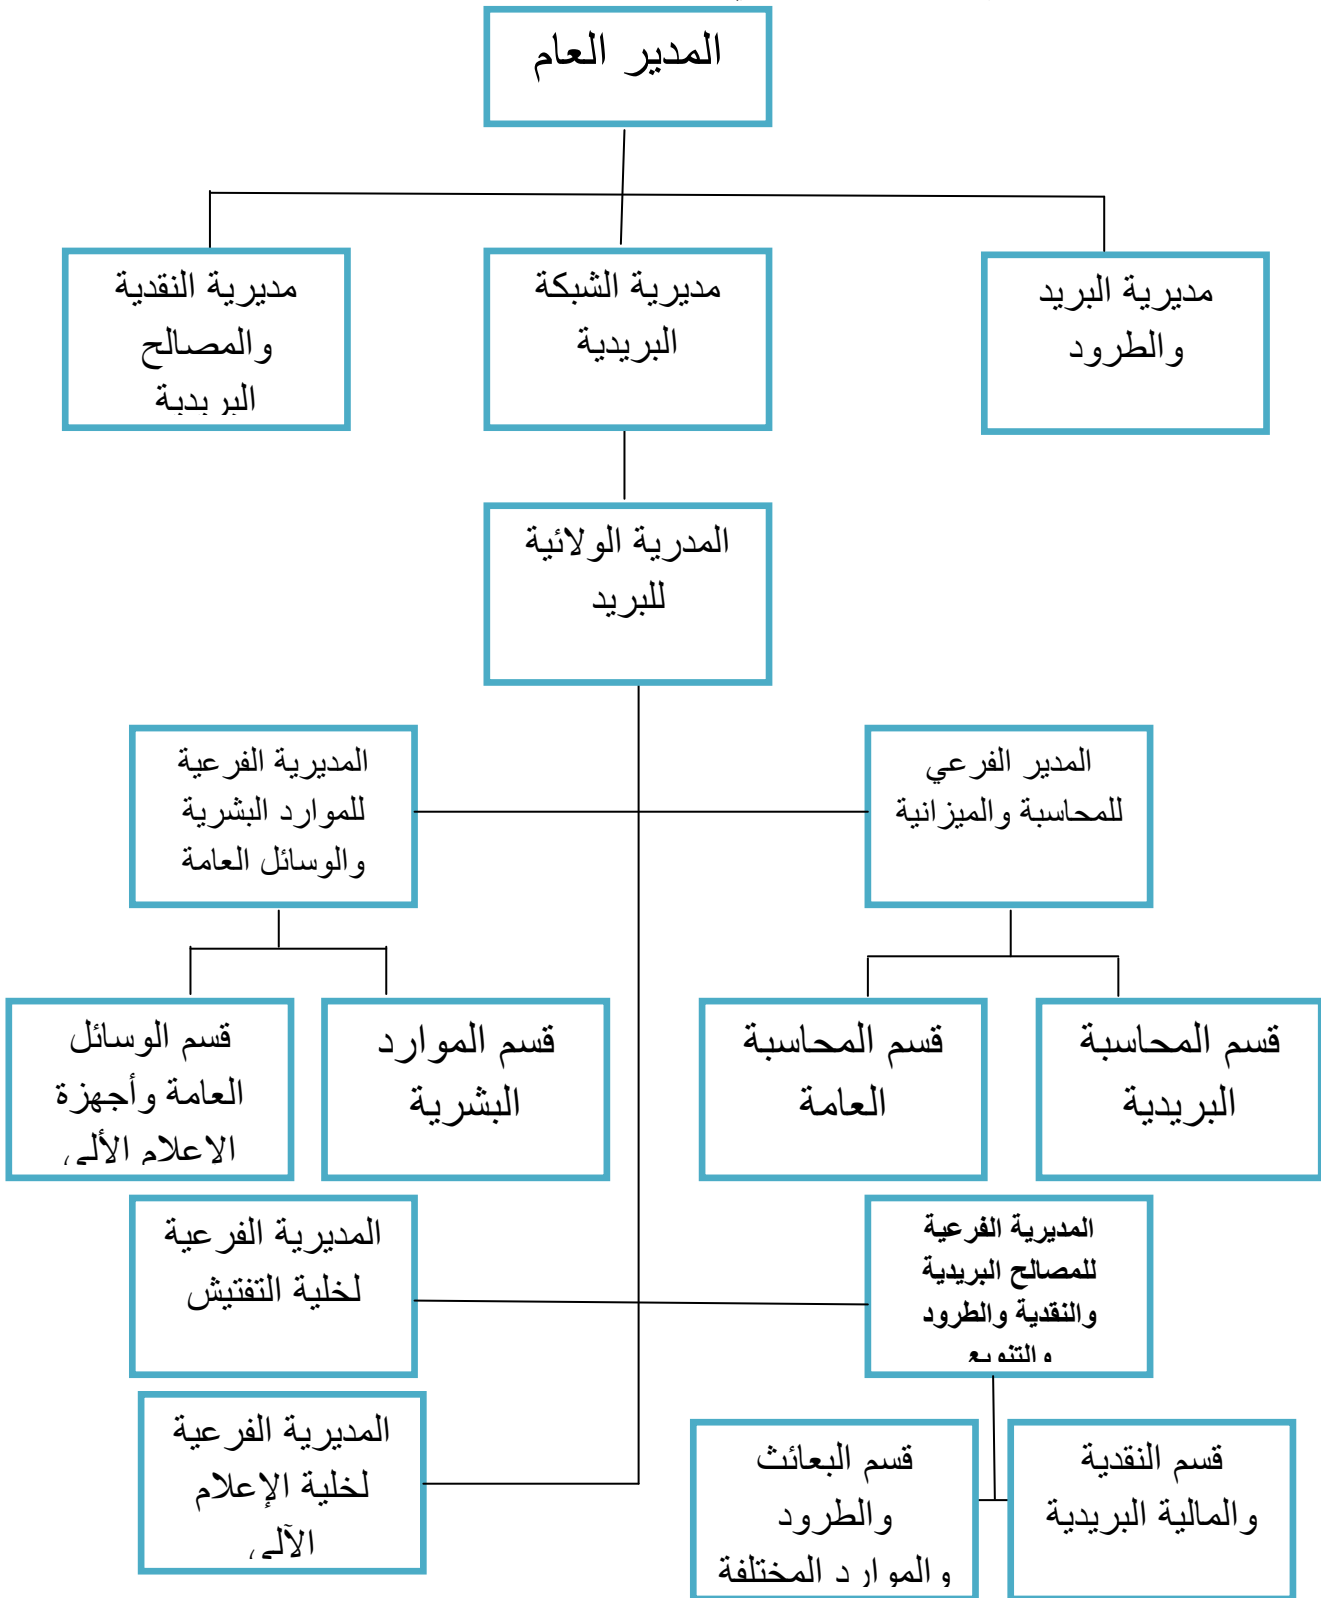 المدير العام
مديرية البريد
والطرود
مديرية الشبكة
البريدية
مديرية النقدية
والمصالح
البريدية
المدرية الولائية
للبريد
المدير الفرعي
للمحاسبة والميزانية
المديرية الفرعية
للموارد البشرية
والوسائل العامة
قسم المحاسبة
البريدية
قسم المحاسبة
العامة
قسم الموارد
البشرية
قسم الوسائل
العامة وأجهزة
الاعلام الألي
المديرية الفرعية
للمصالح البريدية
والنقدية والطرود
والتنويع
المديرية الفرعية
لخلية التفتيش
المديرية الفرعية
لخلية الإعلام
الآلي
قسم النقدية
والمالية البريدية
قسم البعائث
والطرود
والموارد المختلفة